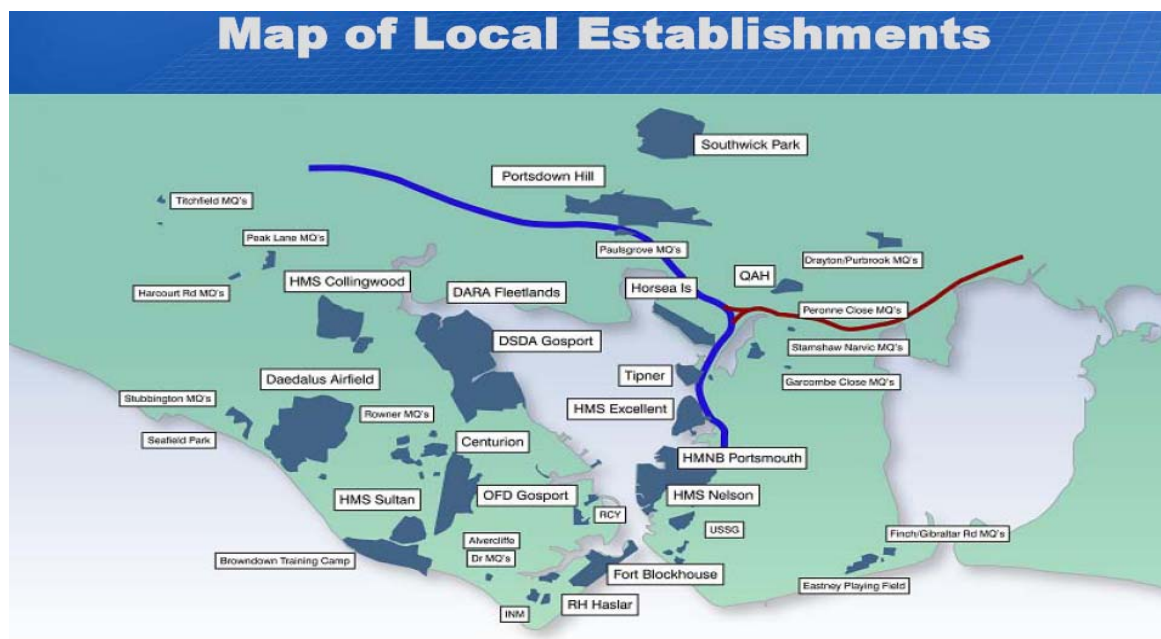 Map of Local Establishments
Southwick Park
Portsdown Hill
Titchfield MQ's
Peak Lane MQ's
Paulsgrove MQ's
Drayton/Purbrook MQ's
QAH
Harcourt Rd MQ's
HMS Collingwood
DARA Fleetlands
Horsea Is
Peronne Close MQ's
DSDA Gosport
Stamshaw Narvic MQ's
Daedalus Airfield
Tipner
Garcombe Close MQ's
Stubbington MQ's
Rowner MQ's
HMS Excellent
Seafield Park
Centurion
HMNB Portsmouth
HMS Sultan
OFD Gosport
HMS Nelson
RCY
USSG
Finch/Gibraltar Rd MQ's
Alvercliffe
Dr MQ's
Browndown Training Camp
Fort Blockhouse
Eastney Playing Field
RH Haslar
INM